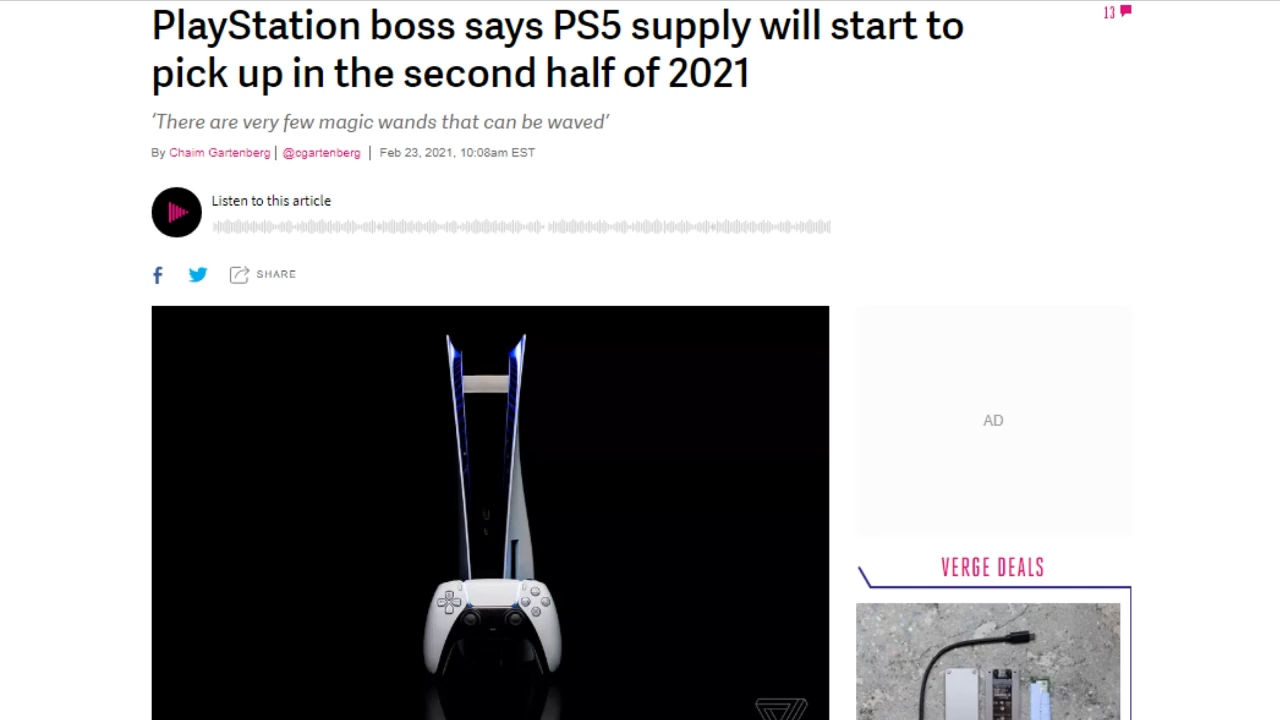 PlayStation boss says PS5 supply will start to
pick up in the second half of 2021
13
'There are very few magic wands that can be waved'
By Chaim Gartenberg | @cgartenberg | Feb 23, 2021, 10:08am EST
Listen to this article
SHARE
AD
VERGE DEALS